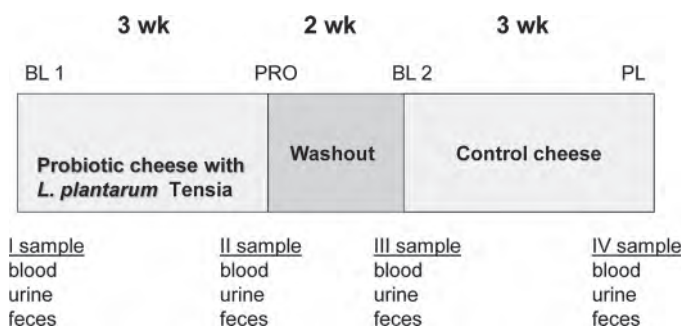 3 wk 2 wk 3 wk
BL 1 PRO BL 2 PL
Probiotic cheese with
L. plantarum Tensia
Washout
Control cheese
I sample II sample III sample IV sample
blood blood blood blood
urine urine urine urine
feces feces feces feces